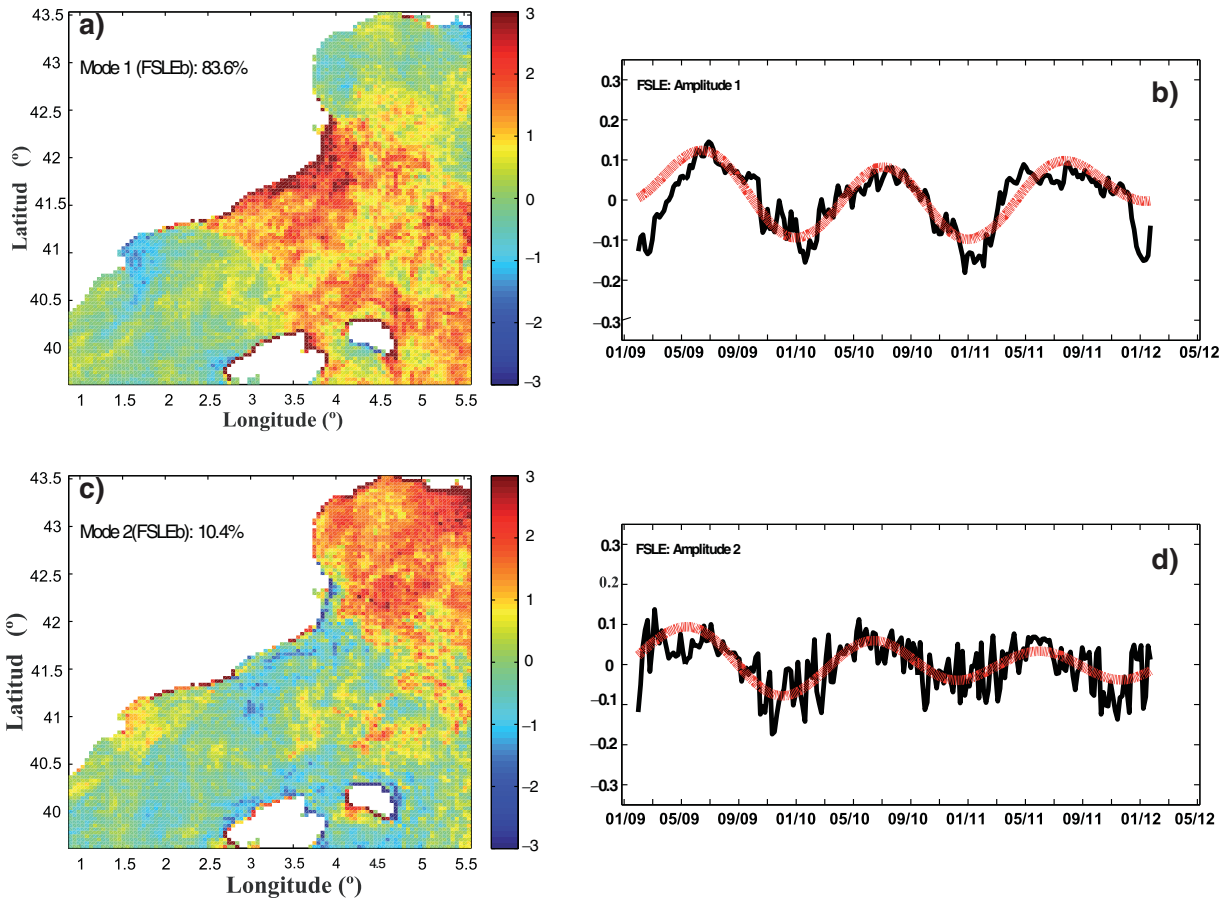 a)
Mode 1 (FSLEb): 83.6%
43.5
43
42.5
42
41.5
41
40.5
40
Latitud (º)
1 1.5 2 2.5 3 3.5 4 4.5 5 5.5
Longitude (º)
3
2
1
0
−1
−2
−3
b)
FSLE: Amplitude 1
0.3
0.2
0.1
0
−0.1
−0.2
−0.3
01/09 05/09 09/09 01/10 05/10 09/10 01/11 05/11 09/11 01/12 05/12
c)
Mode 2(FSLEb): 10.4%
43.5
43
42.5
42
41.5
41
40.5
40
Latitud (º)
1 1.5 2 2.5 3 3.5 4 4.5 5 5.5
Longitude (º)
3
2
1
0
−1
−2
−3
d)
FSLE: Amplitude 2
0.3
0.2
0.1
0
−0.1
−0.2
−0.3
01/09 05/09 09/09 01/10 05/10 09/10 01/11 05/11 09/11 01/12 05/12